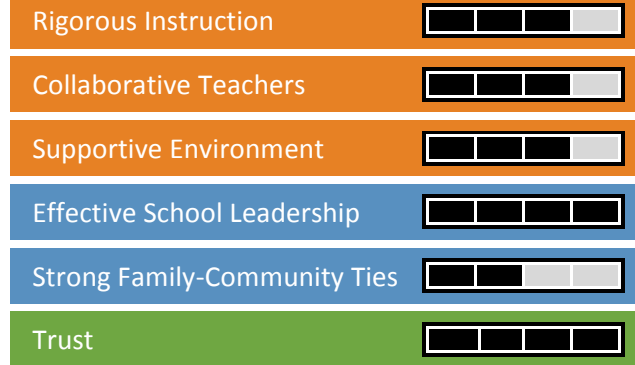 Rigorous Instruction
Collaborative Teachers
Supportive Environment
Effective School Leadership
Strong Family-Community Ties
Trust